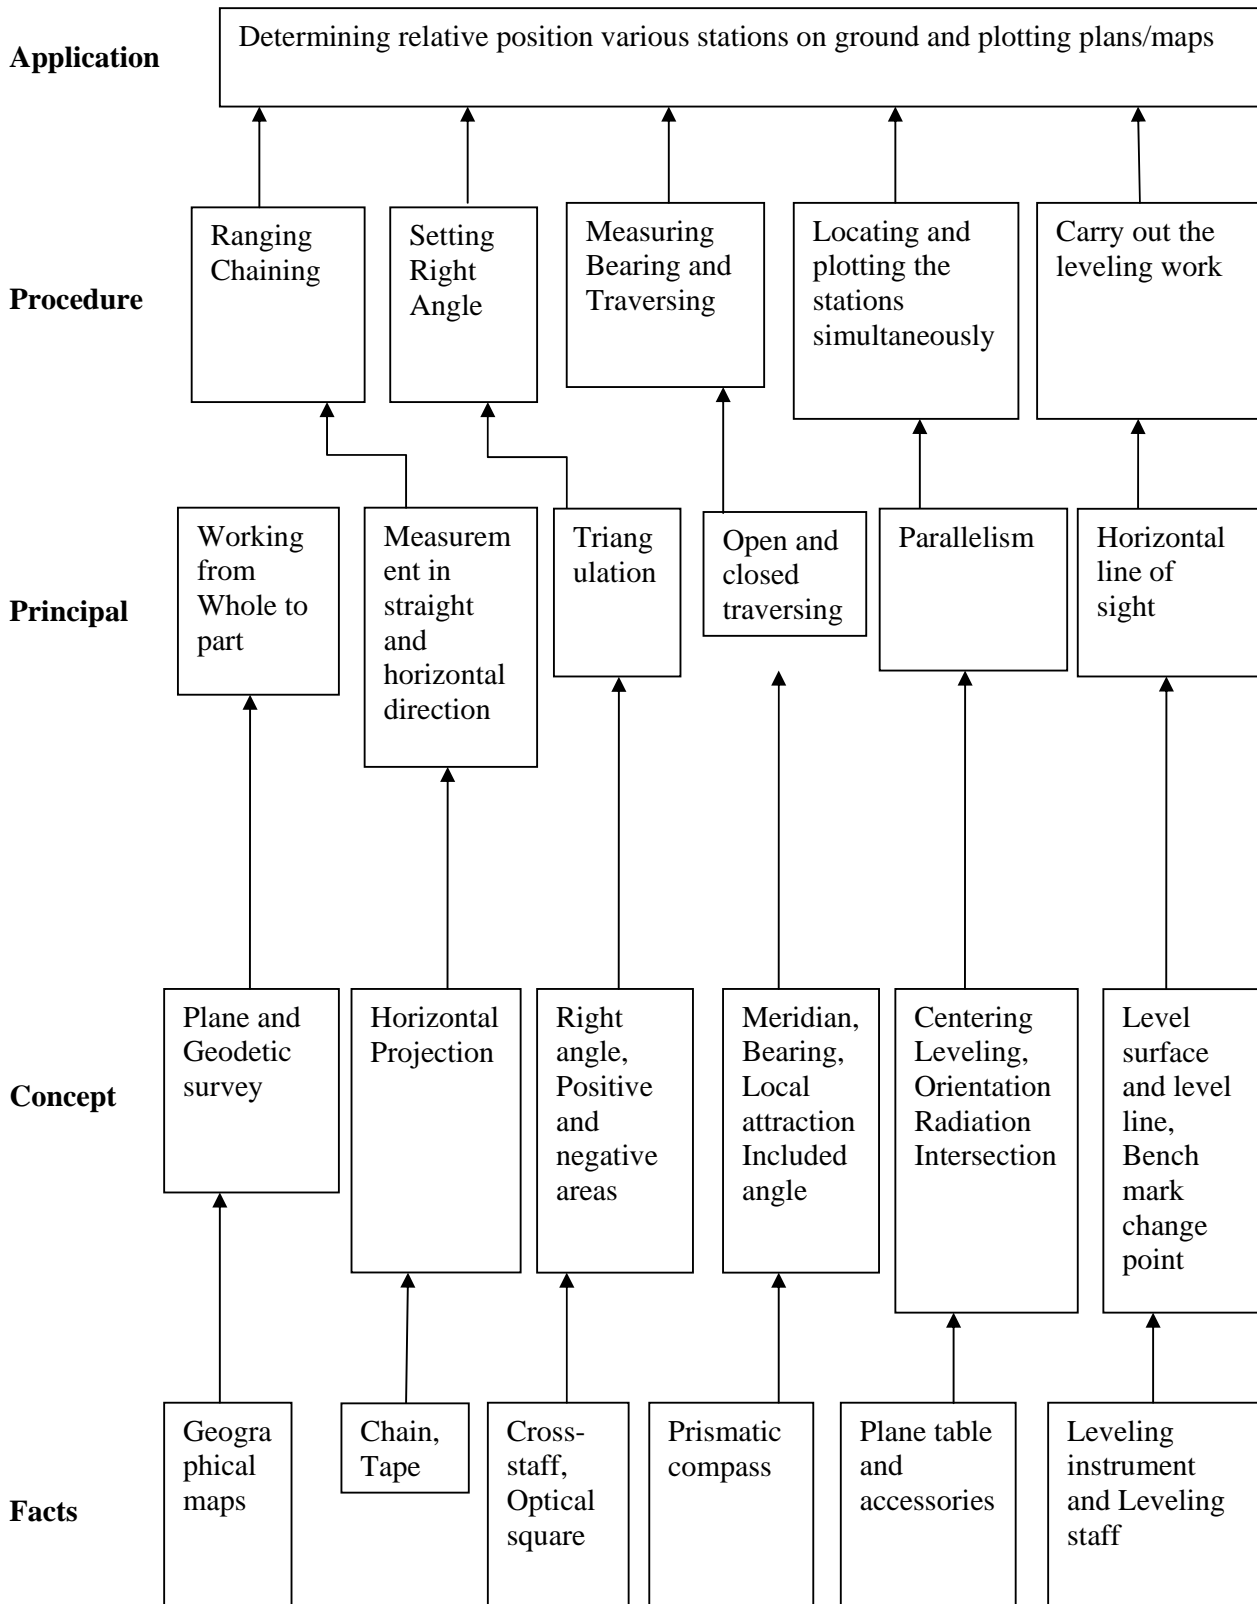 Application
Determining relative position various stations on ground and plotting plans/maps
Procedure
Ranging
Chaining
Setting
Right
Angle
Measuring
Bearing and
Traversing
Locating and
plotting the
stations
simultaneously
Carry out the
leveling work
Principal
Working
from
Whole to
part
Measurem
ent in
straight
and
horizontal
direction
Triang
ulation
Open and
closed
traversing
Parallelism
Horizontal
line of
sight
Concept
Plane and
Geodetic
survey
Horizontal
Projection
Right
angle,
Positive
and
negative
areas
Meridian,
Bearing,
Local
attraction
Included
angle
Centering
Leveling,
Orientation
Radiation
Intersection
Level
surface
and level
line,
Bench
mark
change
point
Facts
Geogra
phical
maps
Chain,
Tape
Cross-
staff,
Optical
square
Prismatic
compass
Plane table
and
accessories
Leveling
instrument
and Leveling
staff